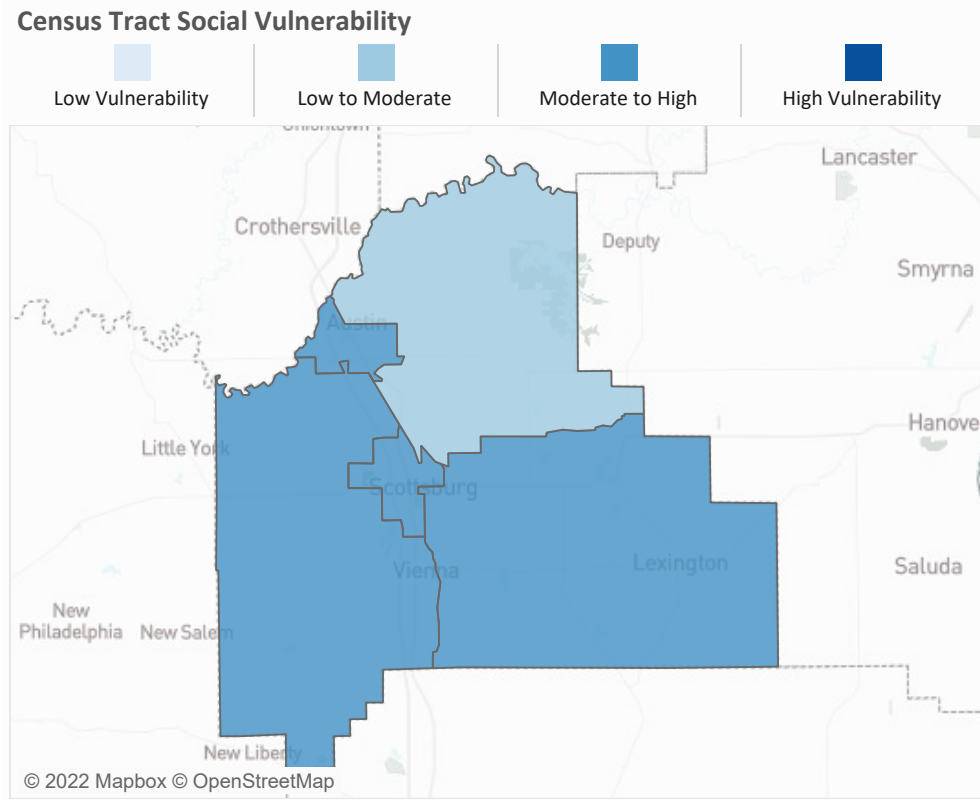 Census Tract Social Vulnerability
Low Vulnerability
Low to Moderate
Moderate to High
High Vulnerability
Uniontown
Lancaster
Crothersville
Deputy
Smyrna
Austin
Hanove
Little York
Scottsburg
Vienna
Lexington
Saluda
New
Philadelphia
New Salem
New Liberty
© 2022 Mapbox © OpenStreetMap